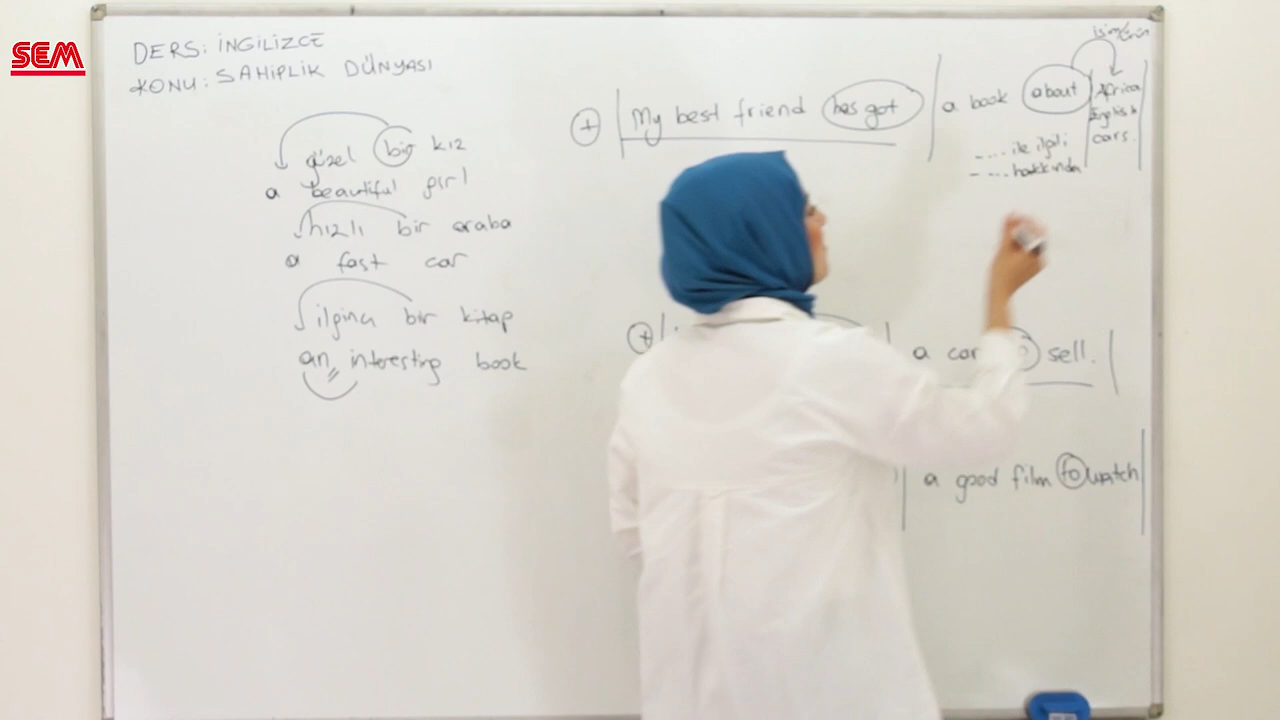 SEM
DERS: İNGİLİZCE
KONU: SAHİPLİK DÜNYASI
güzel bir kız
a beautiful girl
hızlı bir araba
a fast car
ilginç bir kitap
an interesting book
+ My best friend has got a book about Africa
English
cars.
.... ile ilgili
.... hakkında
+ a car sell.
a good film to watch